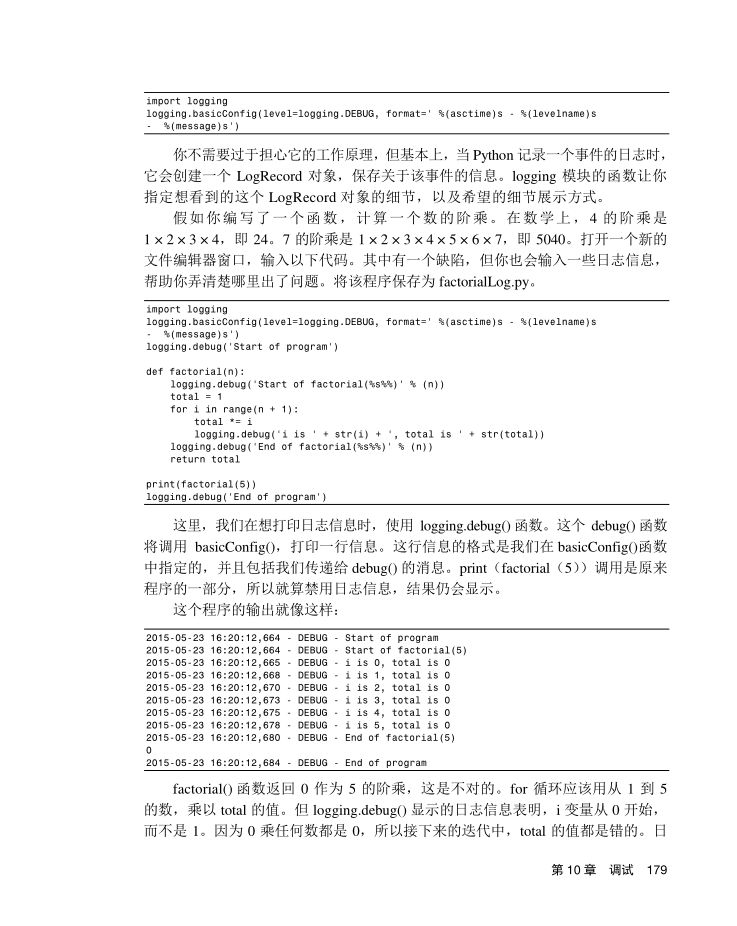 import logging
logging.basicConfig(level=logging.DEBUG, format=' %(asctime)s - %(levelname)s
-  %(message)s')
你不需要过于担心它的工作原理，但基本上，当 Python 记录一个事件的日志时，
它会创建一个 LogRecord 对象，保存关于该事件的信息。logging 模块的函数让你
指定想看到的这个 LogRecord 对象的细节，以及希望的细节展示方式。
假如你编写了一个函数，计算一个数的阶乘。在数学上，4 的阶乘是
1 × 2 × 3 × 4，即 24。7 的阶乘是 1 × 2 × 3 × 4 × 5 × 6 × 7，即 5040。打开一个新的
文件编辑器窗口，输入以下代码。其中有一个缺陷，但你也会输入一些日志信息，
帮助你弄清楚哪里出了问题。将该程序保存为 factorialLog.py。
import logging
logging.basicConfig(level=logging.DEBUG, format=' %(asctime)s - %(levelname)s
-  %(message)s')
logging.debug('Start of program')
def factorial(n):
    logging.debug('Start of factorial(%s%%)' % (n))
    total = 1
    for i in range(n + 1):
        total *= i
        logging.debug('i is ' + str(i) + ', total is ' + str(total))
    logging.debug('End of factorial(%s%%)' % (n))
    return total
print(factorial(5))
logging.debug('End of program')
这里，我们在想打印日志信息时，使用 logging.debug() 函数。这个 debug() 函数
将调用 basicConfig()，打印一行信息。这行信息的格式是我们在 basicConfig()函数
中指定的，并且包括我们传递给 debug() 的消息。print（factorial（5））调用是原来
程序的一部分，所以就算禁用日志信息，结果仍会显示。
这个程序的输出就像这样：
2015-05-23 16:20:12,664 - DEBUG - Start of program
2015-05-23 16:20:12,664 - DEBUG - Start of factorial(5)
2015-05-23 16:20:12,665 - DEBUG - i is 0, total is 0
2015-05-23 16:20:12,668 - DEBUG - i is 1, total is 0
2015-05-23 16:20:12,670 - DEBUG - i is 2, total is 0
2015-05-23 16:20:12,673 - DEBUG - i is 3, total is 0
2015-05-23 16:20:12,675 - DEBUG - i is 4, total is 0
2015-05-23 16:20:12,678 - DEBUG - i is 5, total is 0
2015-05-23 16:20:12,680 - DEBUG - End of factorial(5)
0
2015-05-23 16:20:12,684 - DEBUG - End of program
factorial() 函数返回 0 作为 5 的阶乘，这是不对的。for 循环应该用从 1 到 5
的数，乘以 total 的值。但 logging.debug() 显示的日志信息表明，i 变量从 0 开始，
而不是 1。因为 0 乘任何数都是 0，所以接下来的迭代中，total 的值都是错的。日
第 10 章 调试 179